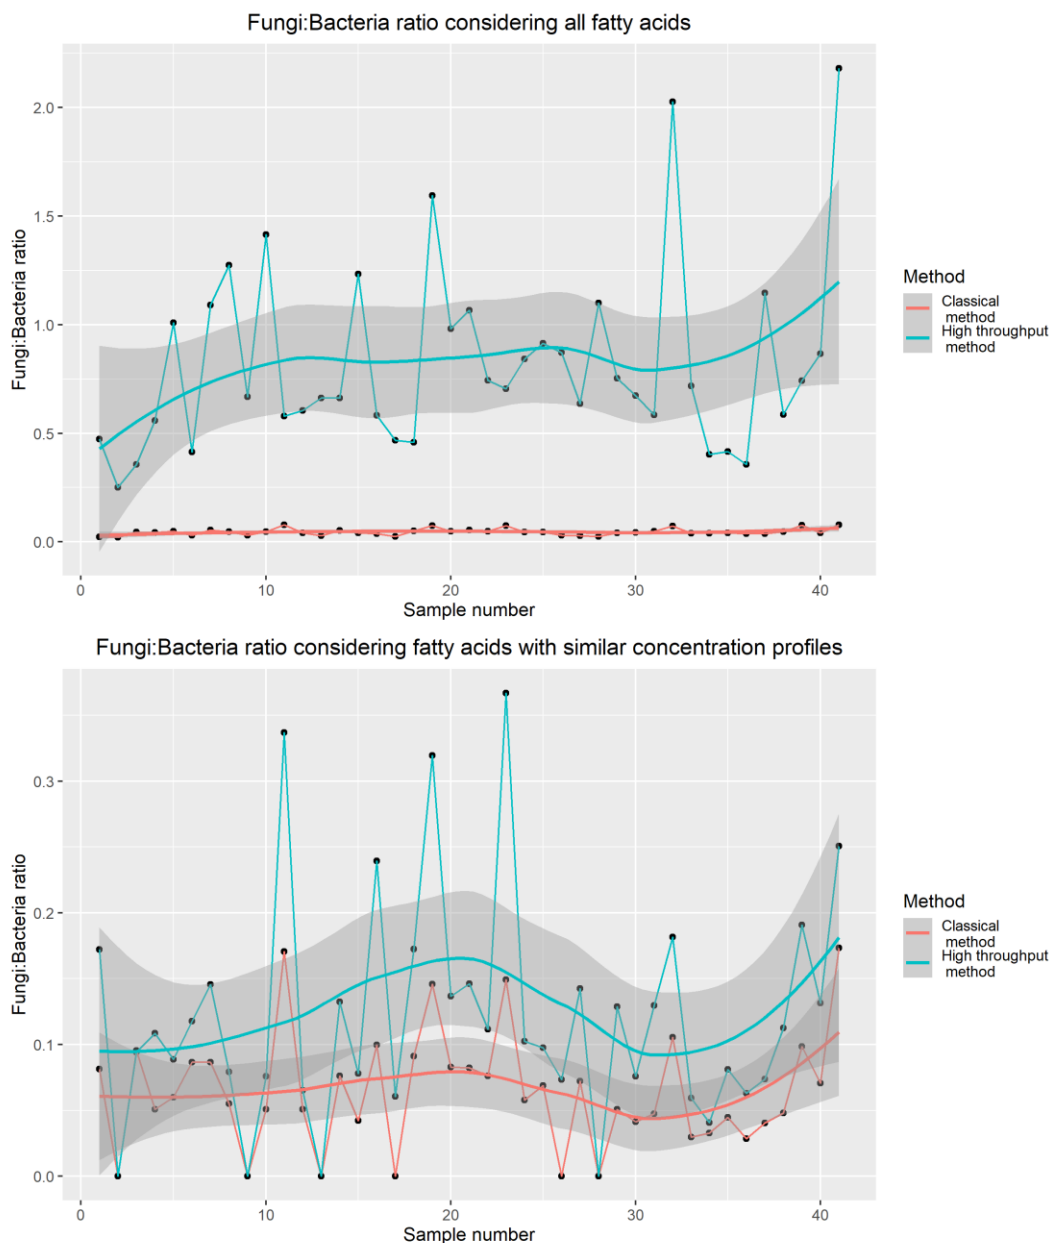 Fungi:Bacteria ratio considering all fatty acids
Fungi:Bacteria ratio
2.0
1.5
1.0
0.5
0.0
0 10 20 30 40
Sample number
Method
Classical
method
High throughput
method
Fungi:Bacteria ratio considering fatty acids with similar concentration profiles
Fungi:Bacteria ratio
0.3
0.2
0.1
0.0
0 10 20 30 40
Sample number
Method
Classical
method
High throughput
method